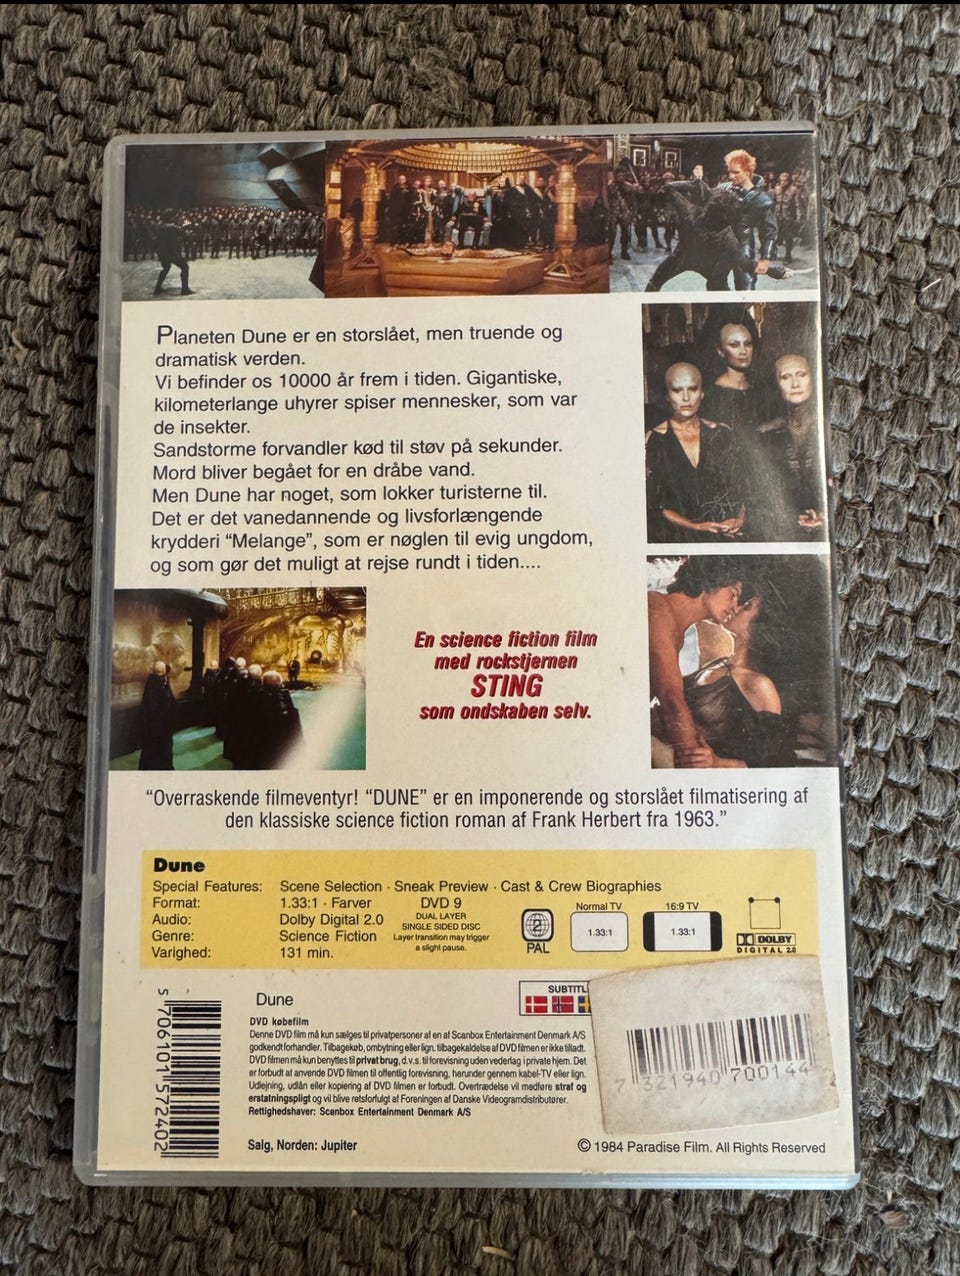 Planeten Dune er en storslået, men truende og
dramatisk verden.
Vi befinder os 10000 år frem i tiden. Gigantiske,
kilometerlange uhyrer spiser mennesker, som var
de insekter.
Sandstorme forvandler kød til støv på sekunder.
Mord bliver begået for en dråbe vand.
Men Dune har noget, som lokker turisterne til.
Det er det vanedannende og livsforlængende
krydderi “Melange”, som er nøglen til evig ungdom,
og som gør det muligt at rejse rundt i tiden....
En science fiction film
med rockstjernen
STING
som ondskaben selv.
“Overraskende filmeventyr! “DUNE” er en imponerende og storslået filmatisering af
den klassiske science fiction roman af Frank Herbert fra 1963.”
Dune
Special Features: Scene Selection · Sneak Preview · Cast & Crew Biographies
Format: 1.33:1 · Farver
Audio: Dolby Digital 2.0
Genre: Science Fiction
Varighed: 131 min.
DVD 9
DUAL LAYER
SINGLE SIDED DISC
Layer transition may trigger
a slight pause.
2
PAL
Normal TV
1.33:1
16:9 TV
1.33:1
DOLBY
DIGITAL 2.0
5 706101 572402
Dune
SUBTITL
DVD købefilm
Denne DVD film må kun sælges til privatpersoner af en af Scanbox Entertainment Denmark A/S
godkendt forhandler. Tilbagekøb, ombytning eller lign. tilbagekaldelse af DVD filmen er ikke tilladt.
DVD filmen må kun benyttes til privat brug, d.v.s. til forevisning uden vederlag i private hjem. Det
er forbudt at anvende DVD filmen til offentlig forevisning, herunder gennem kabel-TV eller lign.
Udlejning, udlån eller kopiering af DVD filmen er forbudt. Overtrædelse vil medføre straf og
erstatningspligt og vil blive retsforfulgt af Foreningen af Danske Videogramdistributører.
Rettighedshaver: Scanbox Entertainment Denmark A/S
7 321940 700144
Salg, Norden: Jupiter
© 1984 Paradise Film. All Rights Reserved